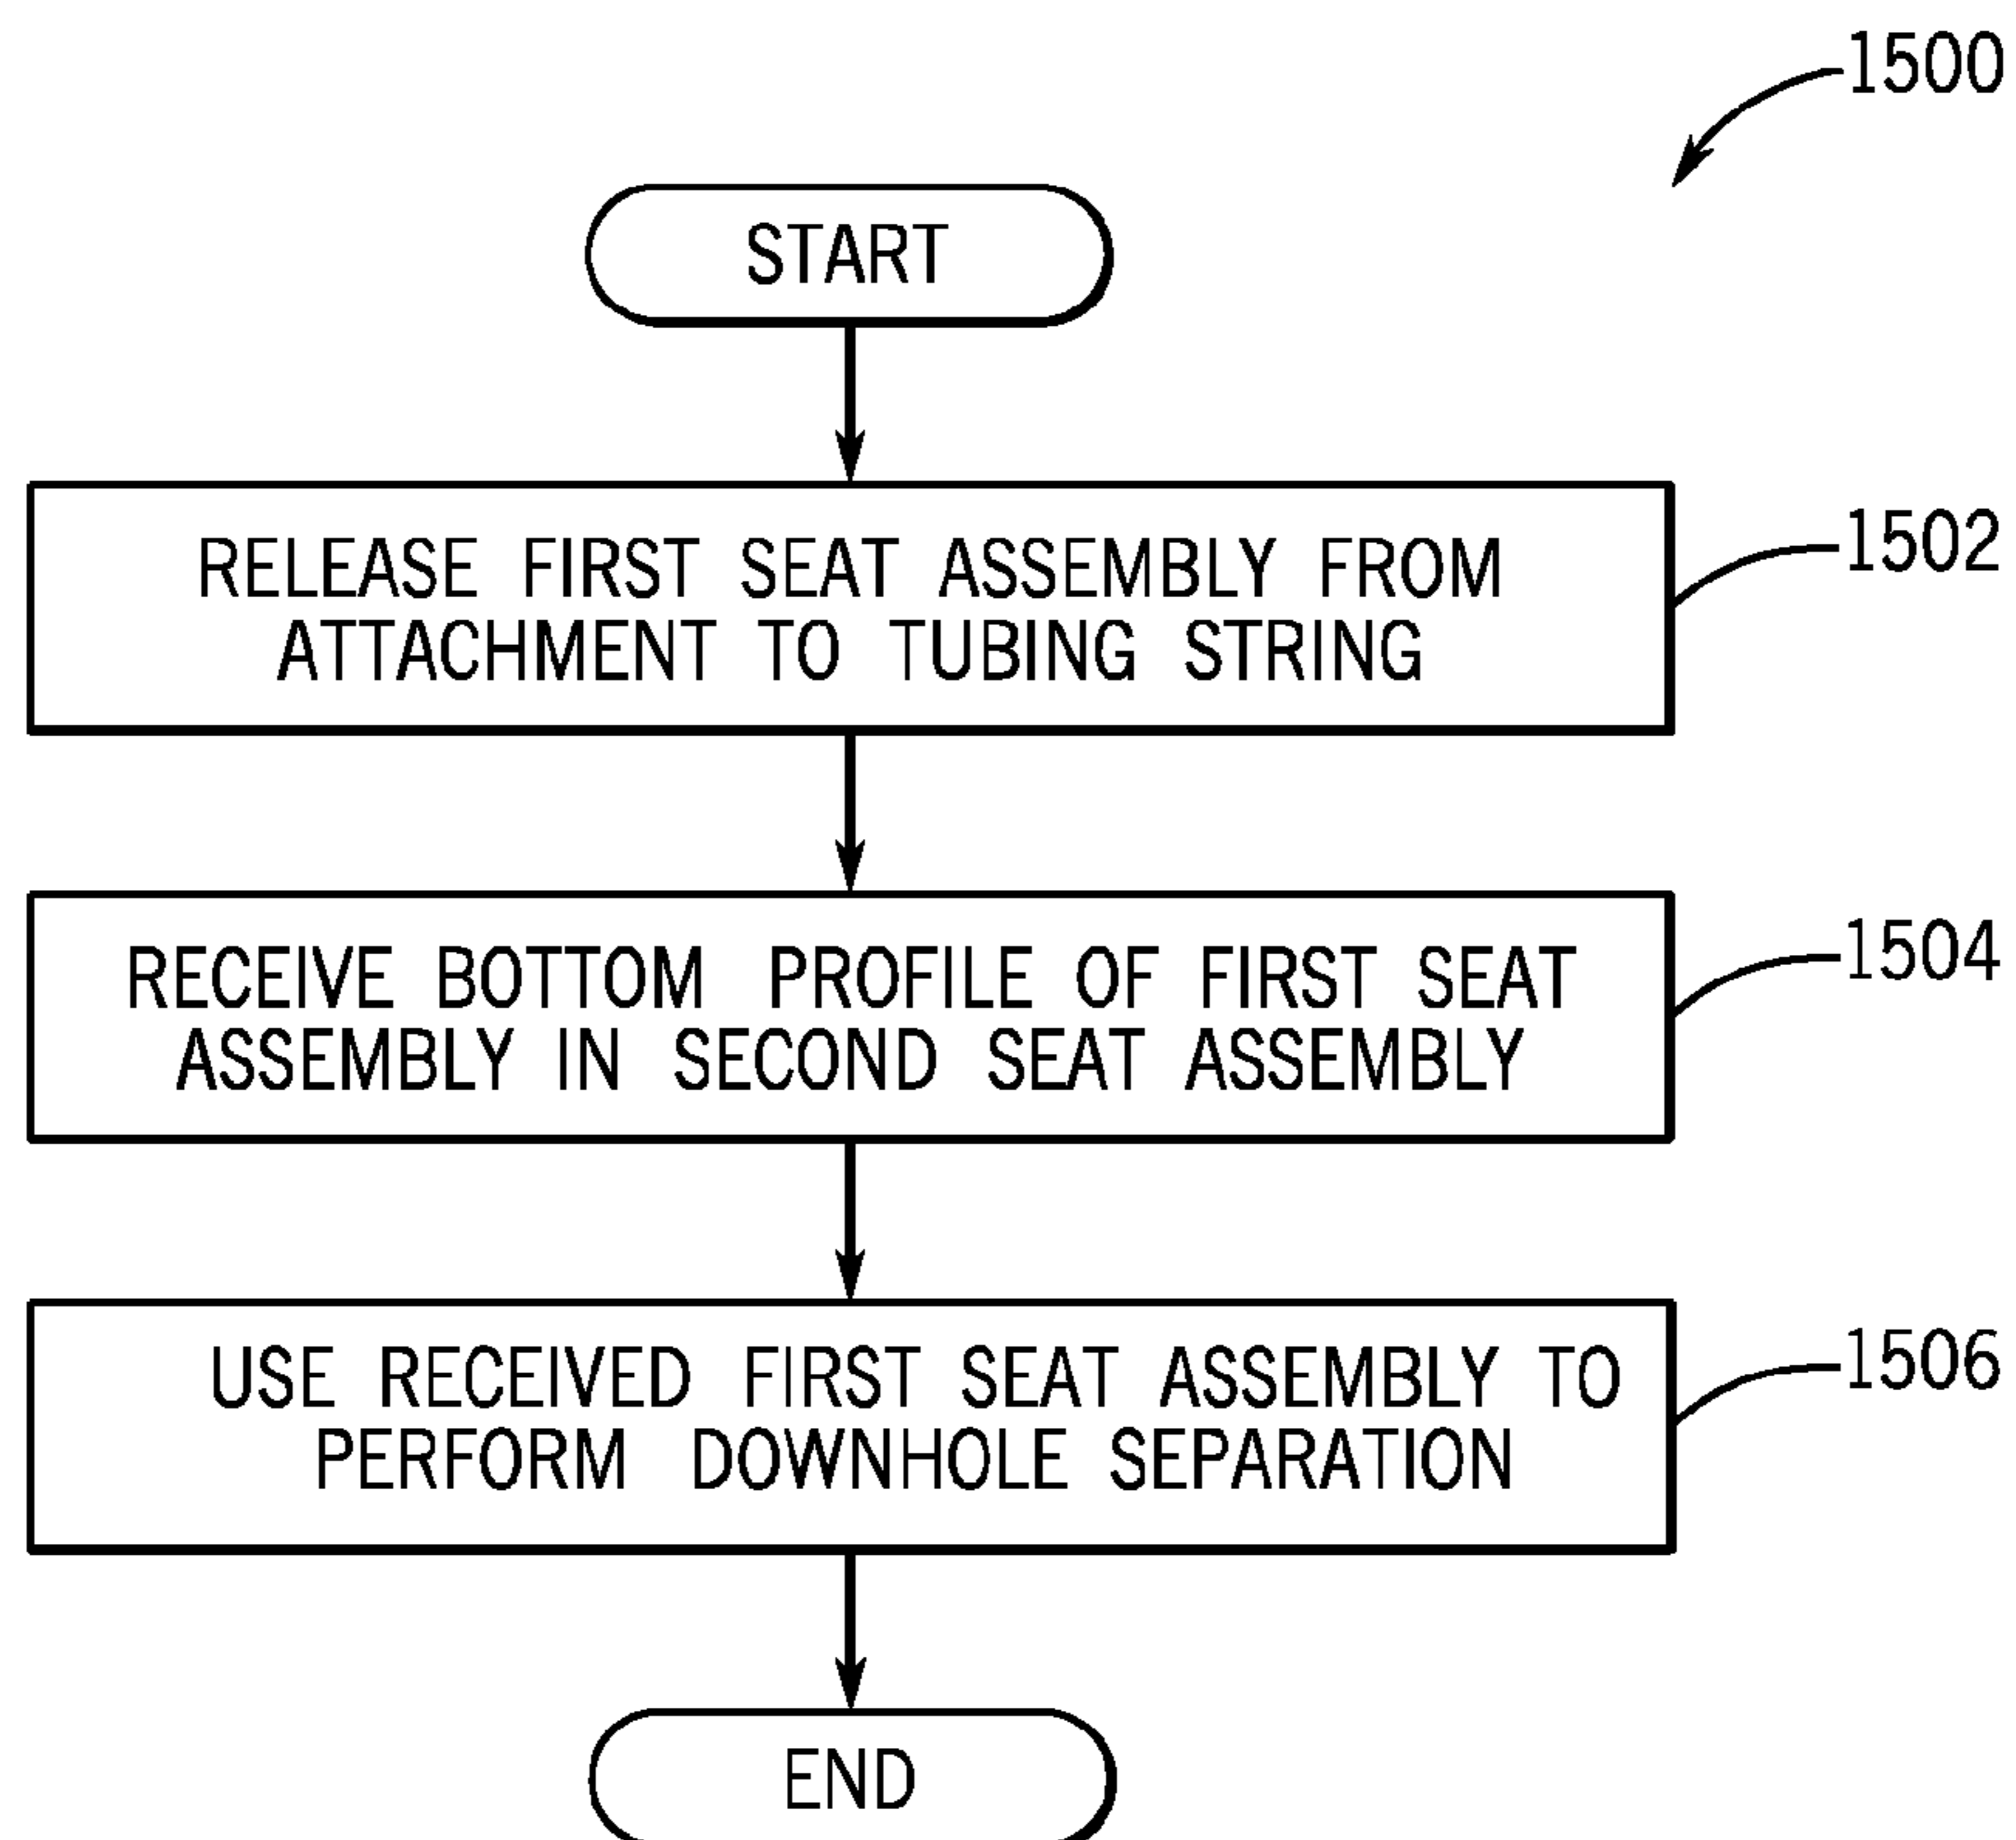 1500
START
RELEASE FIRST SEAT ASSEMBLY FROM
ATTACHMENT TO TUBING STRING
1502
RECEIVE BOTTOM PROFILE OF FIRST SEAT
ASSEMBLY IN SECOND SEAT ASSEMBLY
1504
USE RECEIVED FIRST SEAT ASSEMBLY TO
PERFORM DOWNHOLE SEPARATION
1506
END